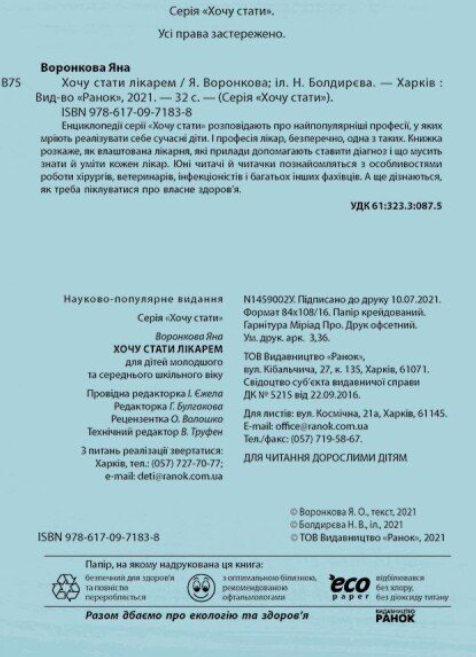 Серія «Хочу стати».
Усі права застережено.
Воронкова Яна
В75
Хочу стати лікарем / Я. Воронкова; іл. Н. Болдирєва. — Харків :
Вид-во «Ранок», 2021. — 32 с. — (Серія «Хочу стати»).
ISBN 978-617-09-7183-8
Енциклопедії серії «Хочу стати» розповідають про найпопулярніші професії, у яких
мріють реалізувати себе сучасні діти. І професія лікар, безперечно, одна з таких. Книжка
розкаже, як влаштована лікарня, які прилади допомагають ставити діагноз і що мусить
знати й уміти кожен лікар. Юні читачі й читачки познайомляться з особливостями
роботи хірургів, ветеринарів, інфекціоністів і багатьох інших фахівців. А ще дізнаються,
як треба піклуватися про власне здоров'я.
УДК 61:323.3:087.5
Науково-популярне видання
Серія «Хочу стати»
Воронкова Яна
ХОЧУ СТАТИ ЛІКАРЕМ
для дітей молодшого
та середнього шкільного віку
Провідна редакторка І. Єжела
Редакторка Г. Булгакова
Рецензентка О. Волошко
Технічний редактор В. Труфен
З питань реалізації звертатися:
Харків, тел.: (057) 727-70-77;
e-mail: deti@ranok.com.ua
N1459002У. Підписано до друку 10.07.2021.
Формат 84х108/16. Папір крейдований.
Гарнітура Міріад Про. Друк офсетний.
Ум. друк. арк. 3,36.
ТОВ Видавництво «Ранок»,
вул. Кібальчича, 27, к. 135, Харків, 61071.
Свідоцтво суб'єкта видавничої справи
ДК № 5215 від 22.09.2016.
Для листів: вул. Космічна, 21а, Харків, 61145.
E-mail: office@ranok.com.ua
Тел./факс: (057) 719-58-67.
ДЛЯ ЧИТАННЯ ДОРОСЛИМИ ДІТЯМ
© Воронкова Я. О., текст, 2021
© Болдирєва Н. В., іл., 2021
© ТОВ Видавництво «Ранок», 2021
ISBN 978-617-09-7183-8
Папір, на якому надрукована ця книга:
безпечний для здоров'я
та повністю
переробляється
з оптимальною білизною,
рекомендованою
офтальмологами
eco
paper
відбілювався
без хлору,
без діоксиду титану
Разом дбаємо про екологію та здоров'я
ВИДАВНИЦТВО
РАНОК